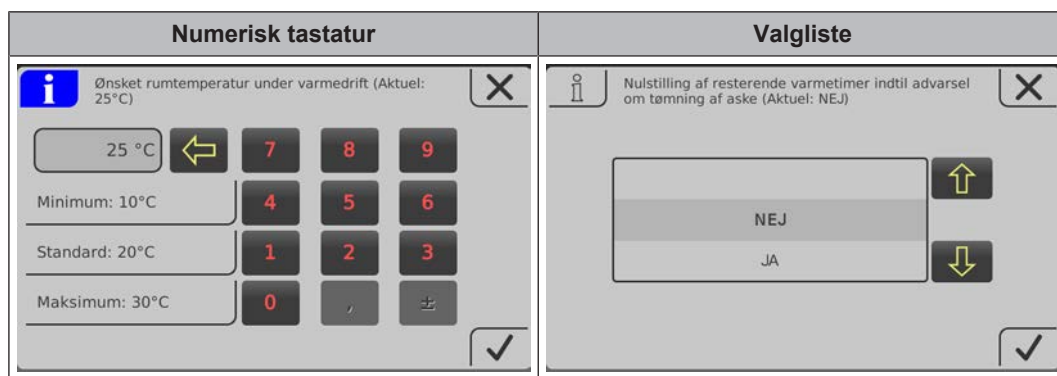 Numerisk tastatur
Valgliste
i
Ønsket rumtemperatur under varmedrift (Aktuel:
25°C)
25 °C
7 8 9
Minimum: 10°C
4 5 6
Standard: 20°C
1 2 3
Maksimum: 30°C
0 , ±
i
Nulstilling af resterende varmetimer indtil advarsel
om tømning af aske (Aktuel: NEJ)
NEJ
JA